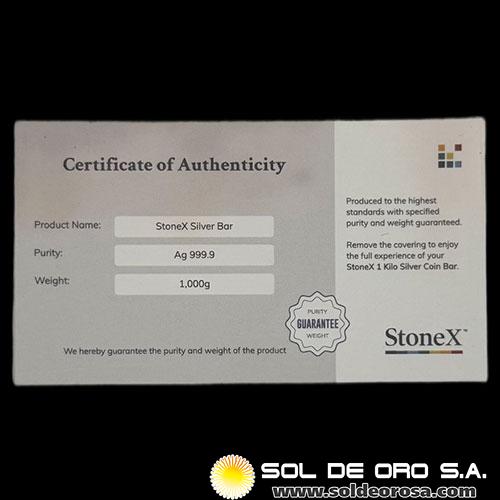 Certificate of Authenticity
Product Name: StoneX Silver Bar
Purity: Ag 999.9
Weight: 1,000g
We hereby guarantee the purity and weight of the product
PURITY
GUARANTEE
WEIGHT
Produced to the highest
standards with specified
purity and weight guaranteed.
Remove the covering to enjoy
the full experience of your
StoneX 1 Kilo Silver Coin Bar.
StoneX™
SOL DE ORO S.A.
www.soldeorosa.com